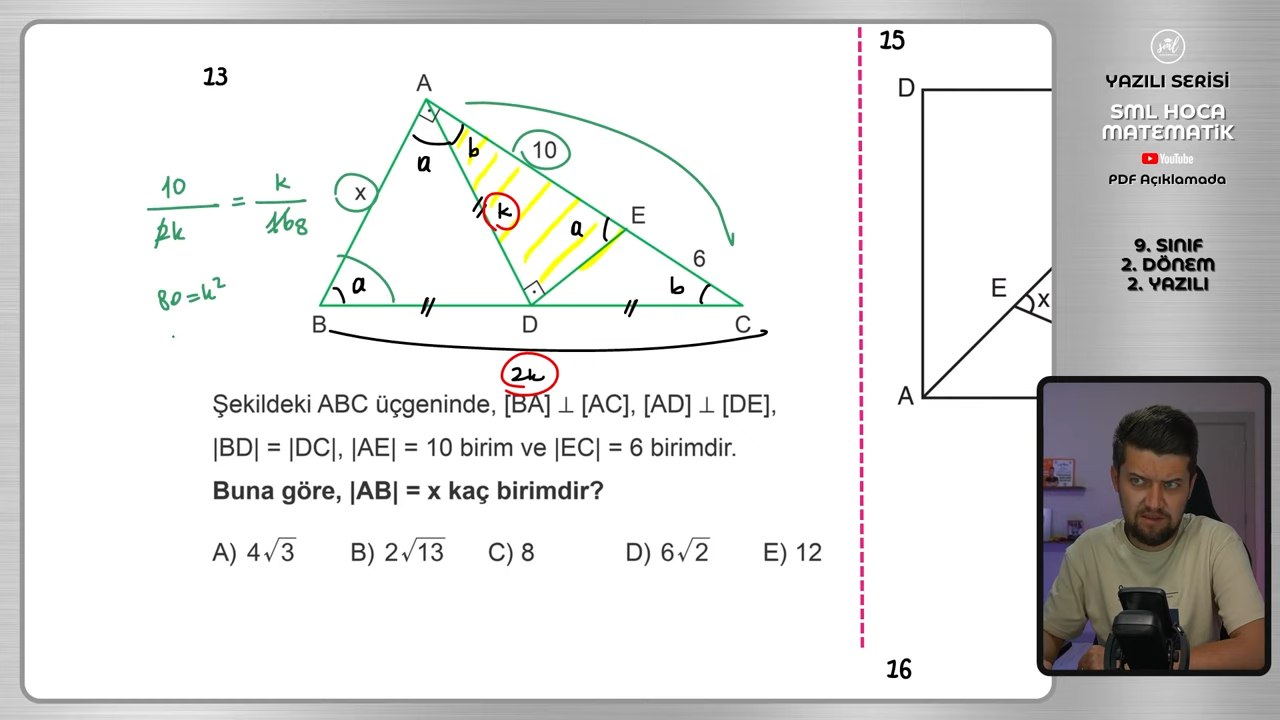 13
A
b
10
a
x
k
E
a
6
a
b
B
D
C
2k
10/2k = k/168
80=k²
Şekildeki ABC üçgeninde, [BA] ⊥ [AC], [AD] ⊥ [DE],
|BD| = |DC|, |AE| = 10 birim ve |EC| = 6 birimdir.
Buna göre, |AB| = x kaç birimdir?
A) 4√3 B) 2√13 C) 8 D) 6√2 E) 12
15
D
E
x
A
16
sml
YAZILI SERİSİ
SML HOCA
MATEMATİK
YouTube
PDF Açıklamada
9. SINIF
2. DÖNEM
2. YAZILI